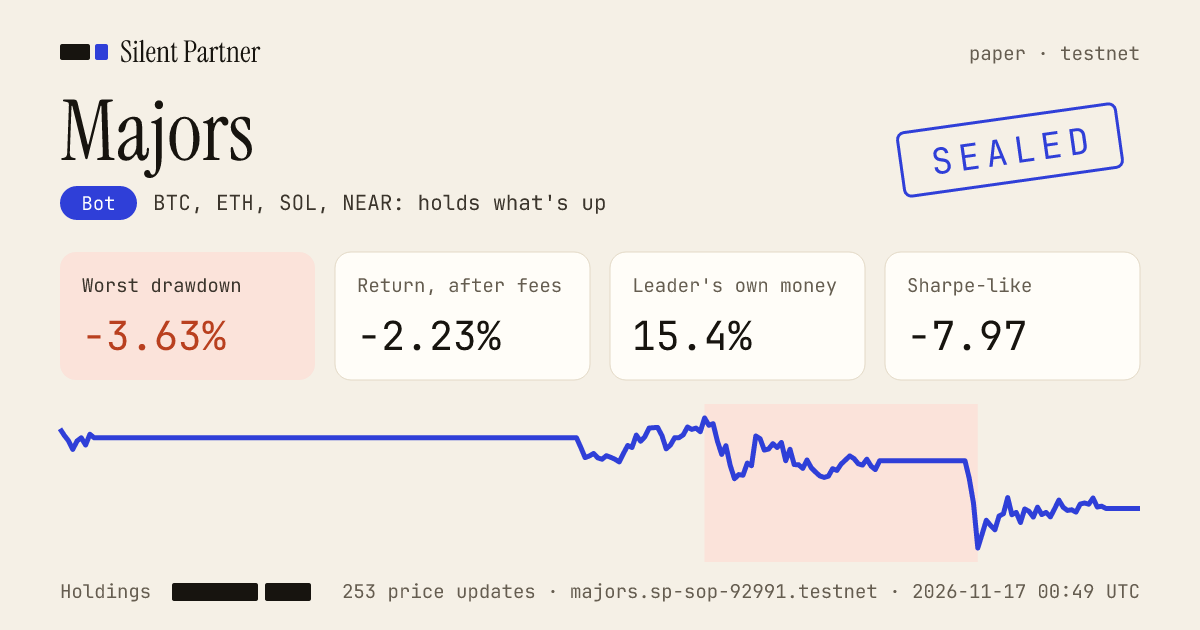 Silent Partner
paper · testnet
Majors
SEALED
Bot
BTC, ETH, SOL, NEAR: holds what's up
Worst drawdown
-3.63%
Return, after fees
-2.23%
Leader's own money
15.4%
Sharpe-like
-7.97
Holdings
253 price updates · majors.sp-sop-92991.testnet · 2026-11-17 00:49 UTC